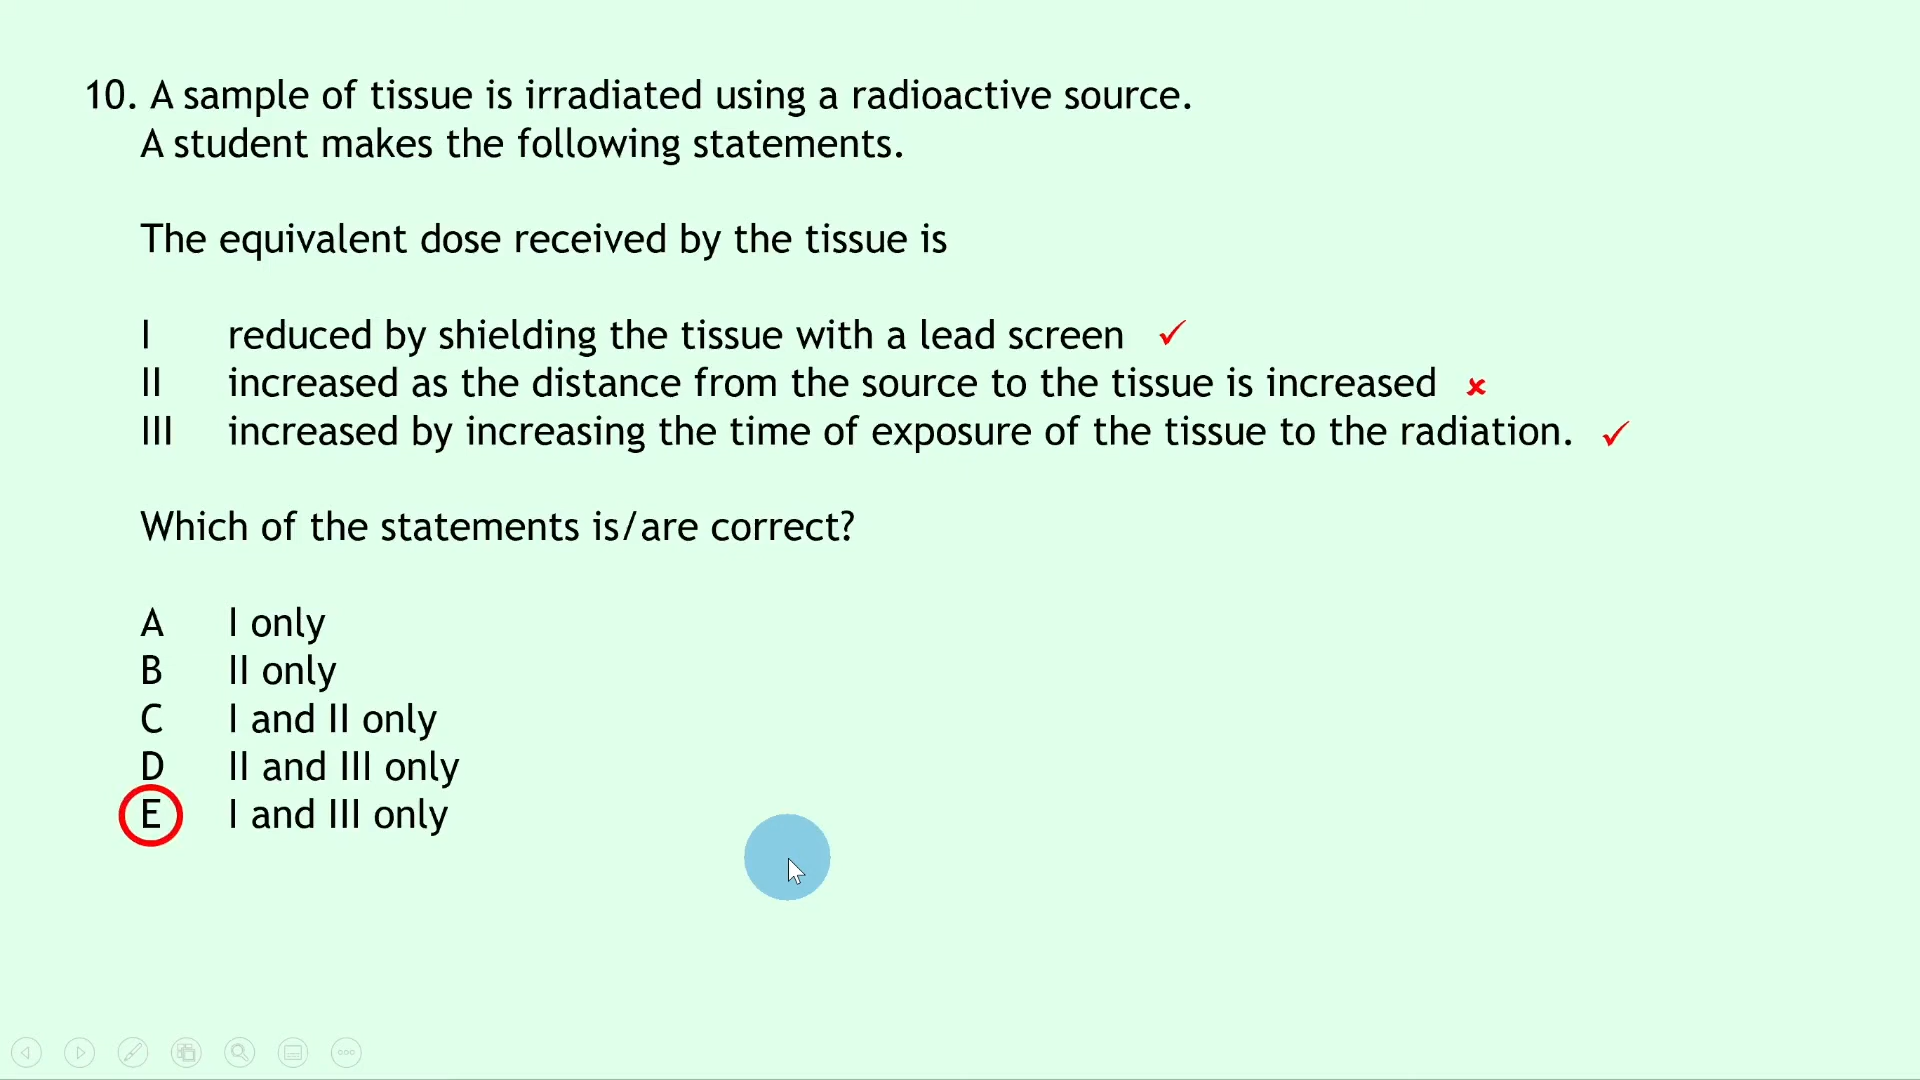 10. A sample of tissue is irradiated using a radioactive source.
A student makes the following statements.
The equivalent dose received by the tissue is
I reduced by shielding the tissue with a lead screen ✓
II increased as the distance from the source to the tissue is increased ✗
III increased by increasing the time of exposure of the tissue to the radiation. ✓
Which of the statements is/are correct?
A I only
B II only
C I and II only
D II and III only
E I and III only